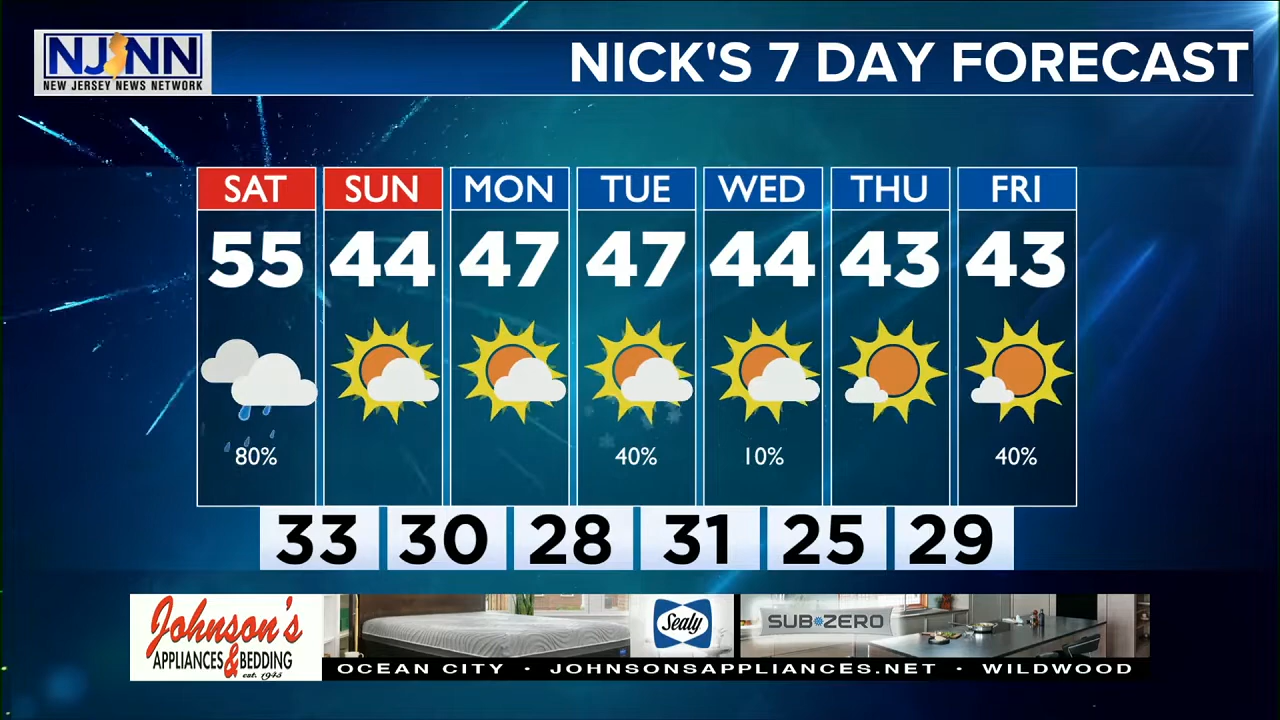 NJNN
NEW JERSEY NEWS NETWORK
NICK'S 7 DAY FORECAST
SAT SUN MON TUE WED THU FRI
55 44 47 47 44 43 43
80% 40% 10% 40%
33 30 28 31 25 29
Johnson's
APPLIANCES & BEDDING
est. 1945
Sealy
SUB ZERO
OCEAN CITY • JOHNSONSAPPLIANCES.NET • WILDWOOD